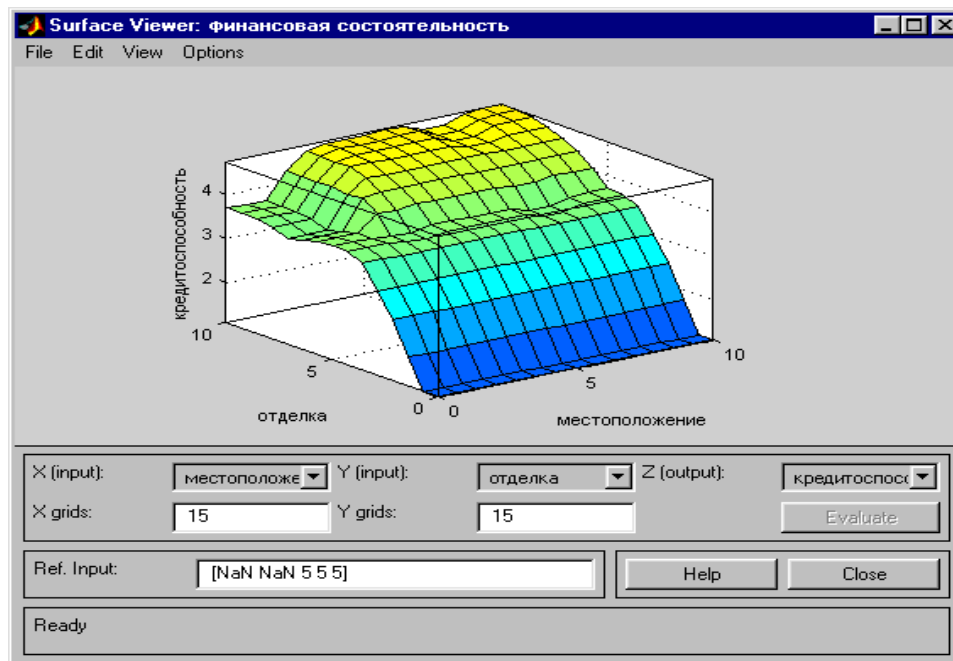 Surface Viewer: финансовая состоятельность
File Edit View Options
кредитоспособность
4
3
2
10
5
0
отделка
0
5
10
местоположение
X (input): местоположе Y (input): отделка Z (output): кредитоспосо
X grids: 15 Y grids: 15 Evaluate
Ref. Input: [NaN NaN 5 5 5] Help Close
Ready